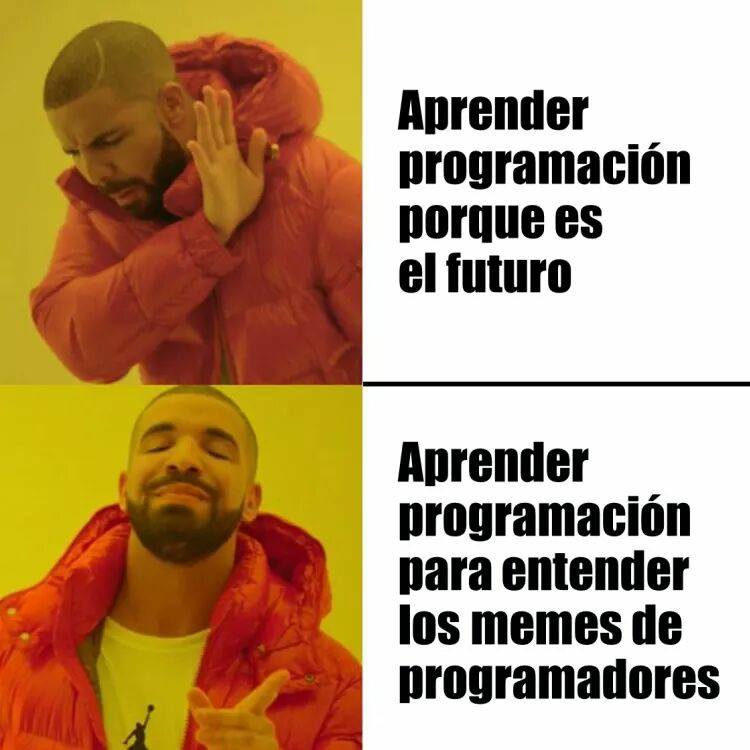 Aprender
programación
porque es
el futuro
Aprender
programación
para entender
los memes de
programadores